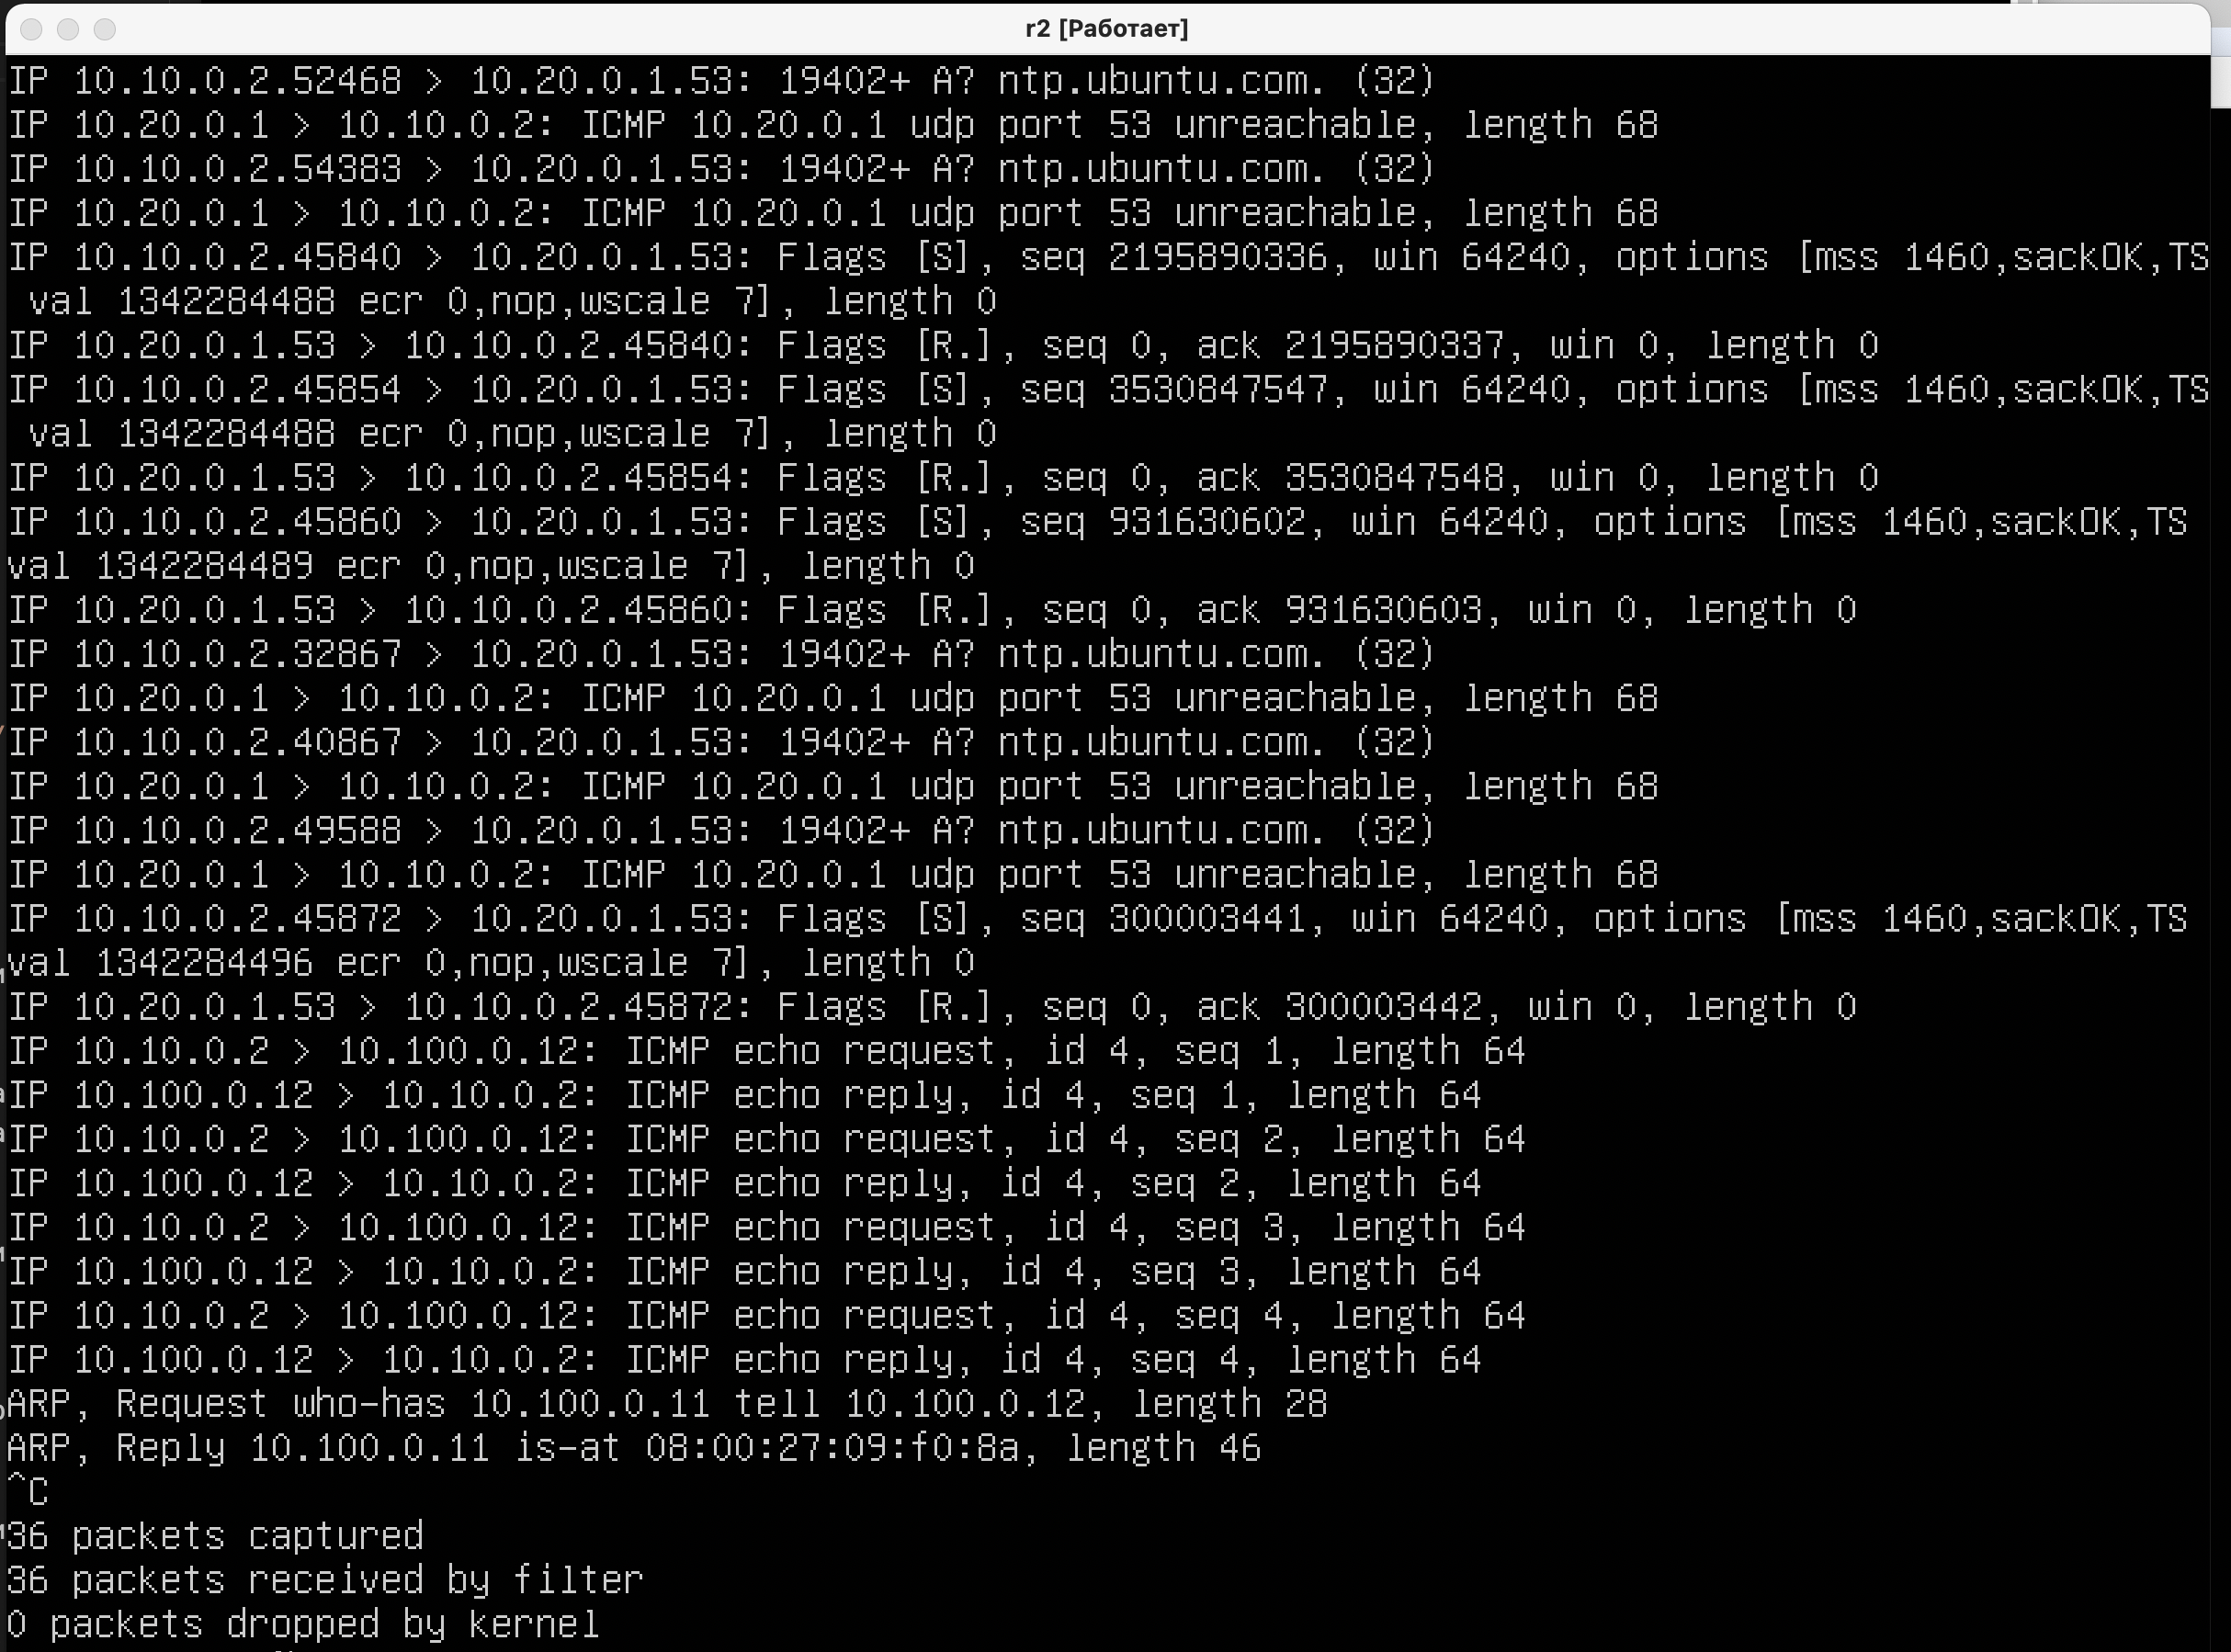 r2 [Работает]
IP 10.10.0.2.52468 > 10.20.0.1.53: 19402+ A? ntp.ubuntu.com. (32)
IP 10.20.0.1 > 10.10.0.2: ICMP 10.20.0.1 udp port 53 unreachable, length 68
IP 10.10.0.2.54383 > 10.20.0.1.53: 19402+ A? ntp.ubuntu.com. (32)
IP 10.20.0.1 > 10.10.0.2: ICMP 10.20.0.1 udp port 53 unreachable, length 68
IP 10.10.0.2.45840 > 10.20.0.1.53: Flags [S], seq 2195890336, win 64240, options [mss 1460,sackOK,TS
 val 1342284488 ecr 0,nop,wscale 7], length 0
IP 10.20.0.1.53 > 10.10.0.2.45840: Flags [R.], seq 0, ack 2195890337, win 0, length 0
IP 10.10.0.2.45854 > 10.20.0.1.53: Flags [S], seq 3530847547, win 64240, options [mss 1460,sackOK,TS
 val 1342284488 ecr 0,nop,wscale 7], length 0
IP 10.20.0.1.53 > 10.10.0.2.45854: Flags [R.], seq 0, ack 3530847548, win 0, length 0
IP 10.10.0.2.45860 > 10.20.0.1.53: Flags [S], seq 931630602, win 64240, options [mss 1460,sackOK,TS
val 1342284489 ecr 0,nop,wscale 7], length 0
IP 10.20.0.1.53 > 10.10.0.2.45860: Flags [R.], seq 0, ack 931630603, win 0, length 0
IP 10.10.0.2.32867 > 10.20.0.1.53: 19402+ A? ntp.ubuntu.com. (32)
IP 10.20.0.1 > 10.10.0.2: ICMP 10.20.0.1 udp port 53 unreachable, length 68
IP 10.10.0.2.40867 > 10.20.0.1.53: 19402+ A? ntp.ubuntu.com. (32)
IP 10.20.0.1 > 10.10.0.2: ICMP 10.20.0.1 udp port 53 unreachable, length 68
IP 10.10.0.2.49588 > 10.20.0.1.53: 19402+ A? ntp.ubuntu.com. (32)
IP 10.20.0.1 > 10.10.0.2: ICMP 10.20.0.1 udp port 53 unreachable, length 68
IP 10.10.0.2.45872 > 10.20.0.1.53: Flags [S], seq 300003441, win 64240, options [mss 1460,sackOK,TS
val 1342284496 ecr 0,nop,wscale 7], length 0
IP 10.20.0.1.53 > 10.10.0.2.45872: Flags [R.], seq 0, ack 300003442, win 0, length 0
IP 10.10.0.2 > 10.100.0.12: ICMP echo request, id 4, seq 1, length 64
IP 10.100.0.12 > 10.10.0.2: ICMP echo reply, id 4, seq 1, length 64
IP 10.10.0.2 > 10.100.0.12: ICMP echo request, id 4, seq 2, length 64
IP 10.100.0.12 > 10.10.0.2: ICMP echo reply, id 4, seq 2, length 64
IP 10.10.0.2 > 10.100.0.12: ICMP echo request, id 4, seq 3, length 64
IP 10.100.0.12 > 10.10.0.2: ICMP echo reply, id 4, seq 3, length 64
IP 10.10.0.2 > 10.100.0.12: ICMP echo request, id 4, seq 4, length 64
IP 10.100.0.12 > 10.10.0.2: ICMP echo reply, id 4, seq 4, length 64
ARP, Request who-has 10.100.0.11 tell 10.100.0.12, length 28
ARP, Reply 10.100.0.11 is-at 08:00:27:09:f0:8a, length 46
^C
36 packets captured
36 packets received by filter
0 packets dropped by kernel